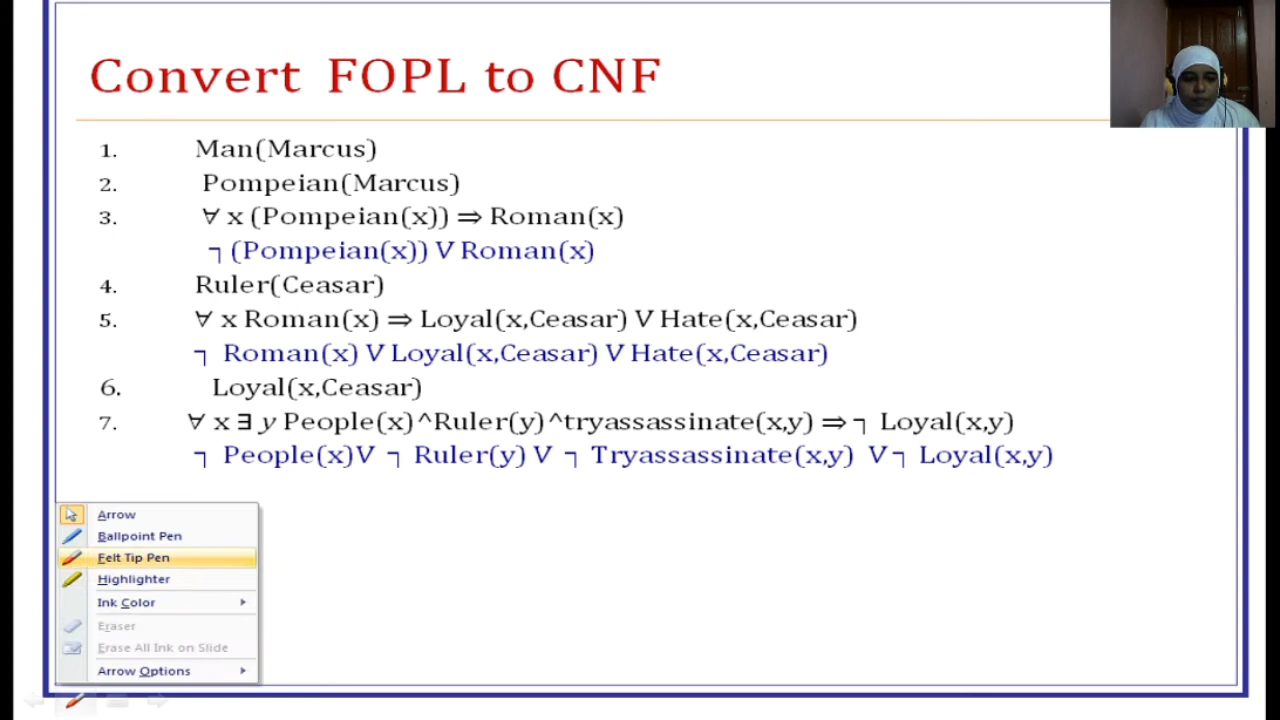 Convert FOPL to CNF
1. Man(Marcus)
2. Pompeian(Marcus)
3. ∀ x (Pompeian(x)) ⇒ Roman(x)
┐(Pompeian(x)) V Roman(x)
4. Ruler(Ceasar)
5. ∀ x Roman(x) ⇒ Loyal(x,Ceasar) V Hate(x,Ceasar)
┐ Roman(x) V Loyal(x,Ceasar) V Hate(x,Ceasar)
6. Loyal(x,Ceasar)
7. ∀ x ∃ y People(x)^Ruler(y)^tryassassinate(x,y) ⇒ ┐ Loyal(x,y)
┐ People(x)V ┐ Ruler(y) V ┐ Tryassassinate(x,y) V ┐ Loyal(x,y)
Arrow
Ballpoint Pen
Felt Tip Pen
Highlighter
Ink Color
Eraser
Erase All Ink on Slide
Arrow Options